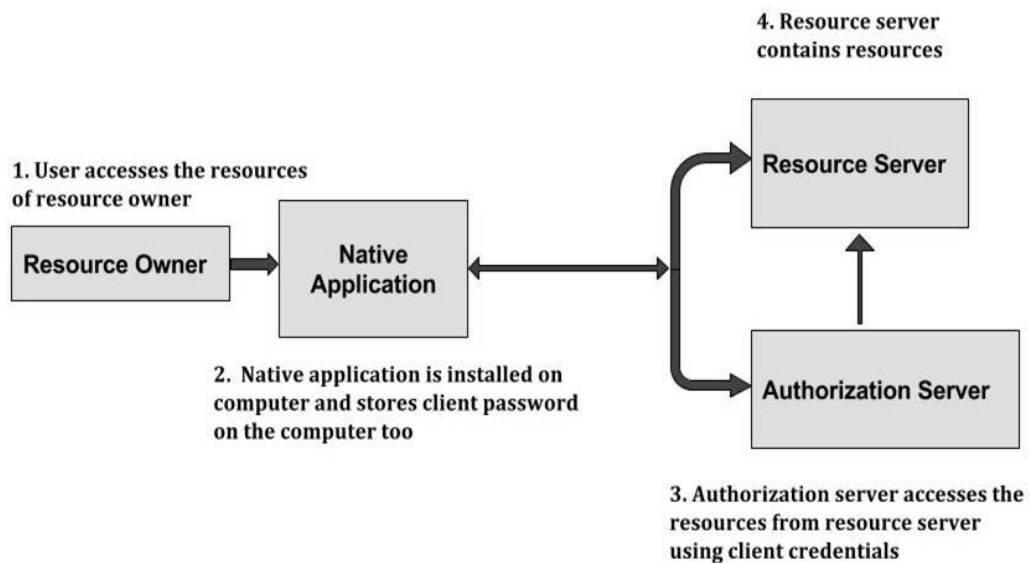 4. Resource server
contains resources
Resource Server
1. User accesses the resources
of resource owner
Resource Owner
Native
Application
2. Native application is installed on
computer and stores client password
on the computer too
Authorization Server
3. Authorization server accesses the
resources from resource server
using client credentials